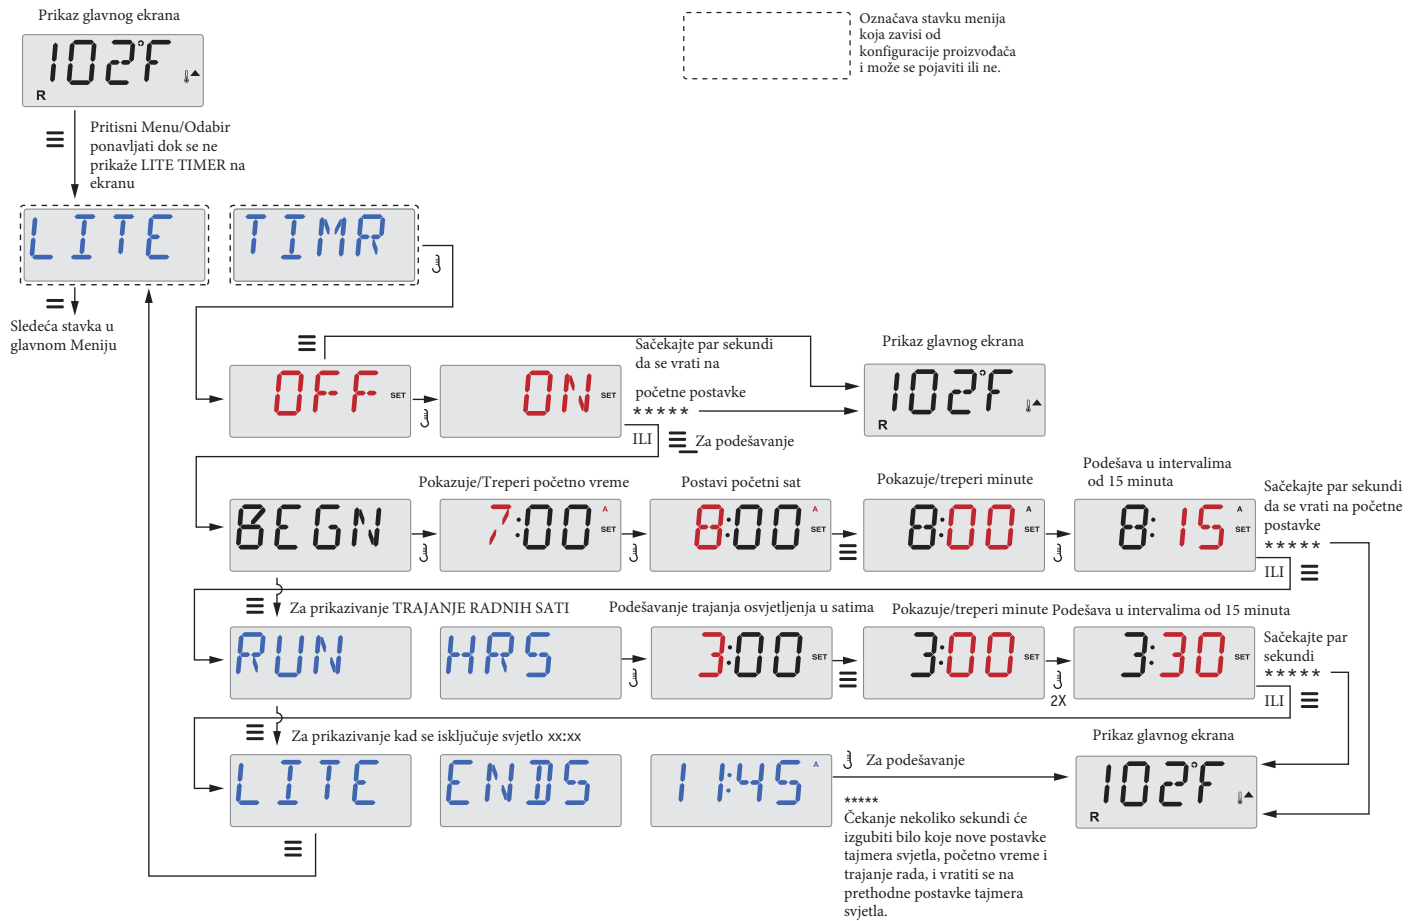 Prikaz glavnog ekrana
102°F
R
Označava stavku menija
koja zavisi od
konfiguracije proizvođača
i može se pojaviti ili ne.
Pritisni Menu/Odabir
ponavljati dok se ne
prikaže LITE TIMER na
ekranu
LITE
TIMR
Sledeća stavka u
glavnom Meniju
OFF SET
ON SET
Sačekajte par sekundi
da se vrati na
početne postavke
*****
ILI
Za podešavanje
Prikaz glavnog ekrana
102°F
R
BEGN
Pokazuje/Treperi početno vreme
7:00 A SET
Postavi početni sat
8:00 A SET
Pokazuje/treperi minute
8:00 A SET
Podešava u intervalima
od 15 minuta
8:15 A SET
Sačekajte par sekundi
da se vrati na početne
postavke
*****
ILI
Za prikazivanje TRAJANJE RADNIH SATI
RUN
HRS
Podešavanje trajanja osvjetljenja u satima
3:00 SET
Pokazuje/treperi minute
3:00 SET
2X
Podešava u intervalima od 15 minuta
3:30 SET
Sačekajte par
sekundi
*****
ILI
Za prikazivanje kad se isključuje svjetlo xx:xx
LITE
ENDS
11:45 A
Za podešavanje
*****
Čekanje nekoliko sekundi će
izgubiti bilo koje nove postavke
tajmera svjetla, početno vreme i
trajanje rada, i vratiti se na
prethodne postavke tajmera
svjetla.
Prikaz glavnog ekrana
102°F
R